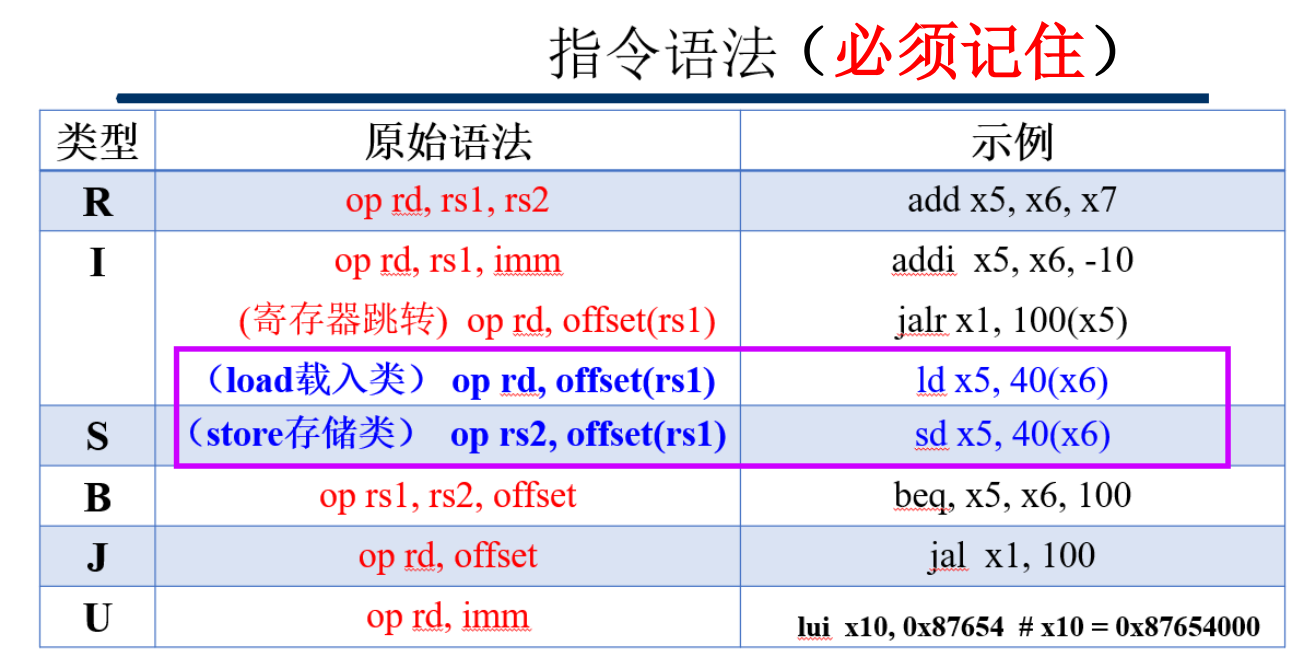 指令语法（必须记住）
类型 原始语法 示例
R op rd, rs1, rs2 add x5, x6, x7
I op rd, rs1, imm addi x5, x6, -10
(寄存器跳转) op rd, offset(rs1) jalr x1, 100(x5)
（load载入类） op rd, offset(rs1) ld x5, 40(x6)
S （store存储类） op rs2, offset(rs1) sd x5, 40(x6)
B op rs1, rs2, offset beq, x5, x6, 100
J op rd, offset jal x1, 100
U op rd, imm lui x10, 0x87654 # x10 = 0x87654000